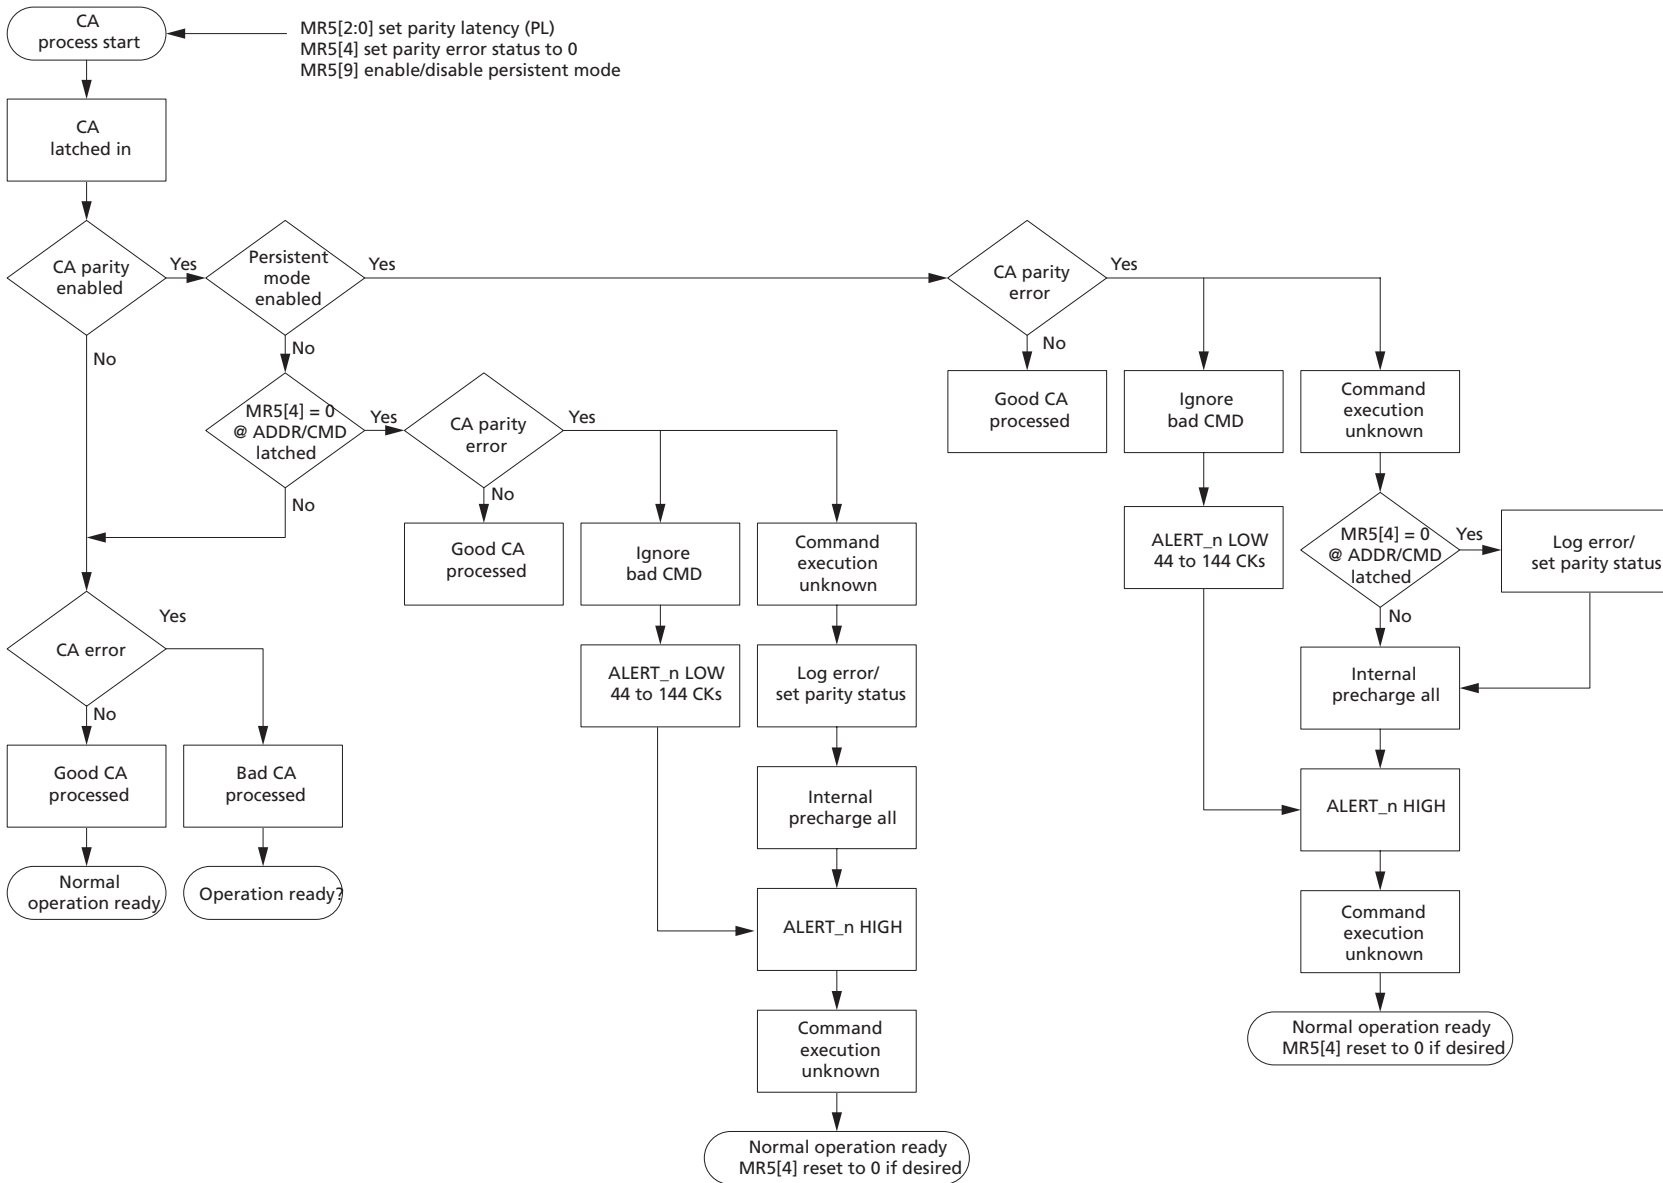 CA
process start
MR5[2:0] set parity latency (PL)
MR5[4] set parity error status to 0
MR5[9] enable/disable persistent mode
CA
latched in
CA parity
enabled
Yes
Persistent
mode
enabled
Yes
CA parity
error
Yes
No
No
No
MR5[4] = 0
@ ADDR/CMD
latched
Yes
CA parity
error
Yes
Good CA
processed
Ignore
bad CMD
Command
execution
unknown
No
No
Good CA
processed
Ignore
bad CMD
Command
execution
unknown
ALERT_n LOW
44 to 144 CKs
MR5[4] = 0
@ ADDR/CMD
latched
Yes
Log error/
set parity status
No
CA error
Yes
No
ALERT_n LOW
44 to 144 CKs
Log error/
set parity status
Internal
precharge all
Good CA
processed
Bad CA
processed
Internal
precharge all
ALERT_n HIGH
Normal
operation ready
Operation ready?
ALERT_n HIGH
Command
execution
unknown
Command
execution
unknown
Normal operation ready
MR5[4] reset to 0 if desired
Normal operation ready
MR5[4] reset to 0 if desired